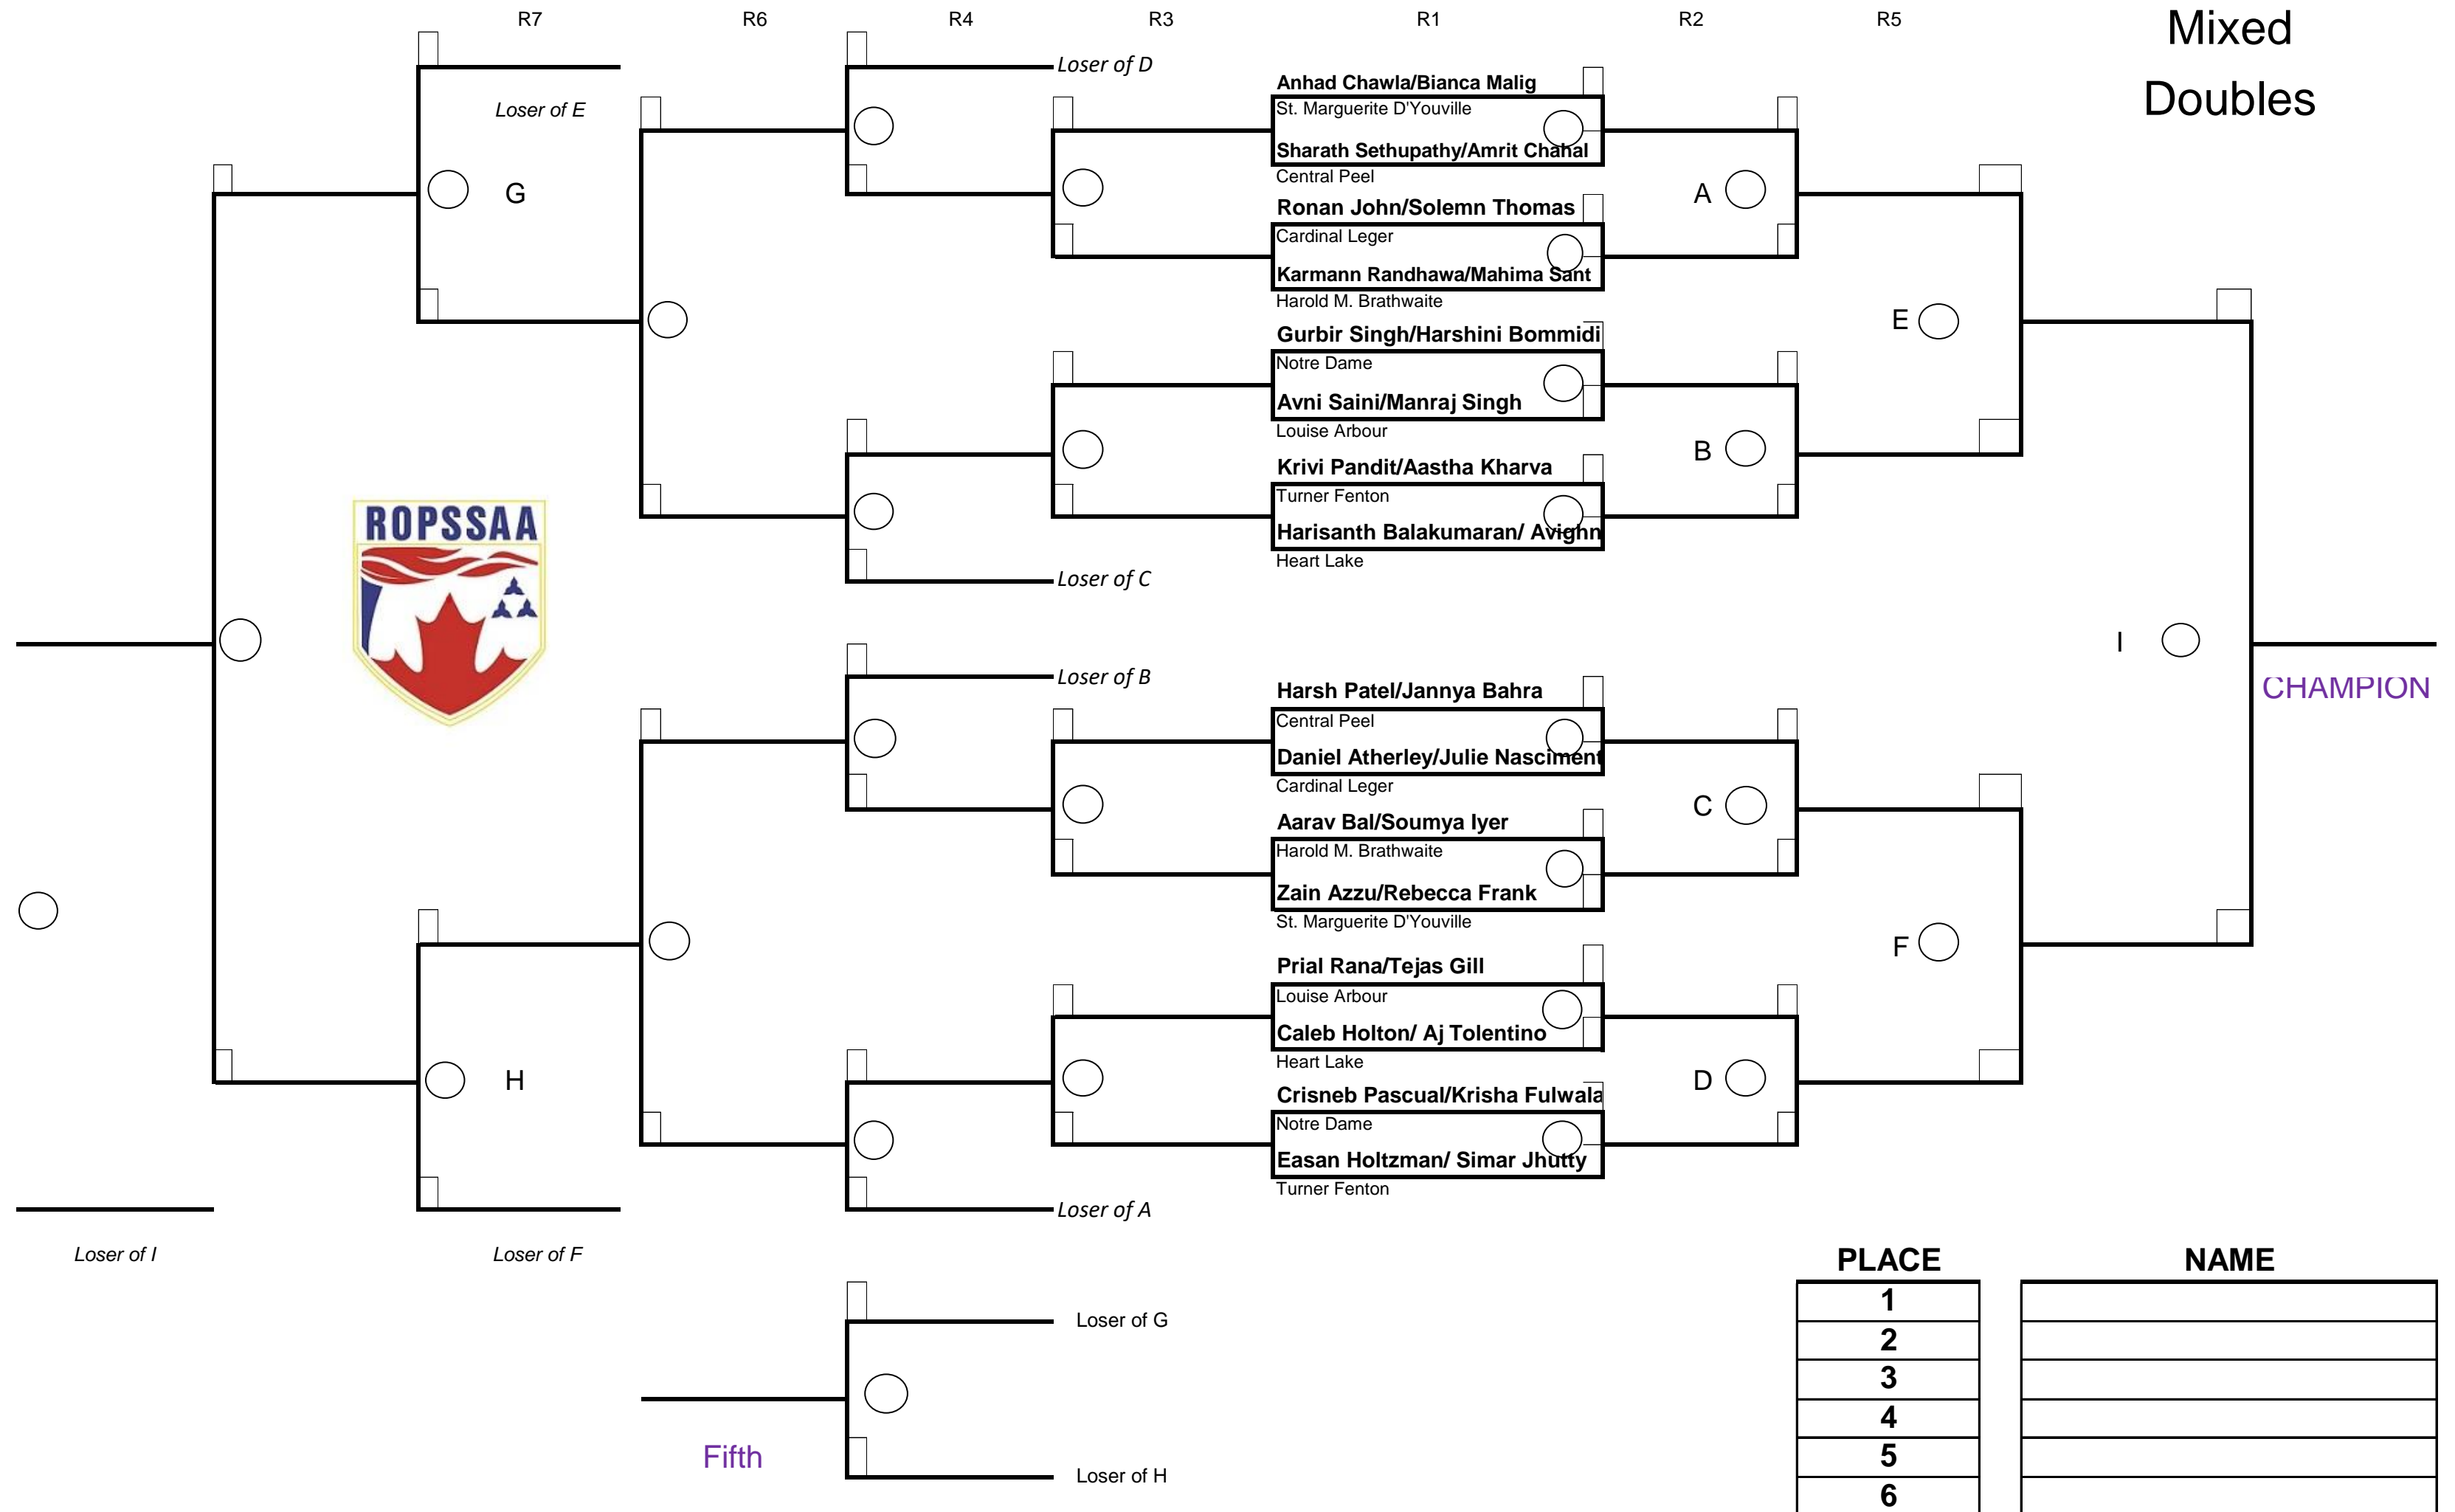 R7 R6 R4 R3 R1 R2 R5
Mixed
Doubles
Loser of D
Anhad Chawla/Bianca Malig
Loser of E
St. Marguerite D'Youville
Sharath Sethupathy/Amrit Chahal
Central Peel
G
A
Ronan John/Solemn Thomas
Cardinal Leger
Karmann Randhawa/Mahima Sant
Harold M. Brathwaite
E
Gurbir Singh/Harshini Bommidi
Notre Dame
Avni Saini/Manraj Singh
Louise Arbour
B
Krivi Pandit/Aastha Kharva
Turner Fenton
ROPSSAA
Harisanth Balakumaran/ Avighn
Heart Lake
Loser of C
I
Loser of B
Harsh Patel/Jannya Bahra
CHAMPION
Central Peel
Daniel Atherley/Julie Nasciment
Cardinal Leger
C
Aarav Bal/Soumya Iyer
Harold M. Brathwaite
Zain Azzu/Rebecca Frank
St. Marguerite D'Youville
F
Prial Rana/Tejas Gill
Louise Arbour
Caleb Holton/ Aj Tolentino
Heart Lake
H
D
Crisneb Pascual/Krisha Fulwala
Notre Dame
Easan Holtzman/ Simar Jhutty
Turner Fenton
Loser of A
Loser of I
Loser of F
PLACE NAME
1
Loser of G
2
3
4
Fifth
5
Loser of H
6